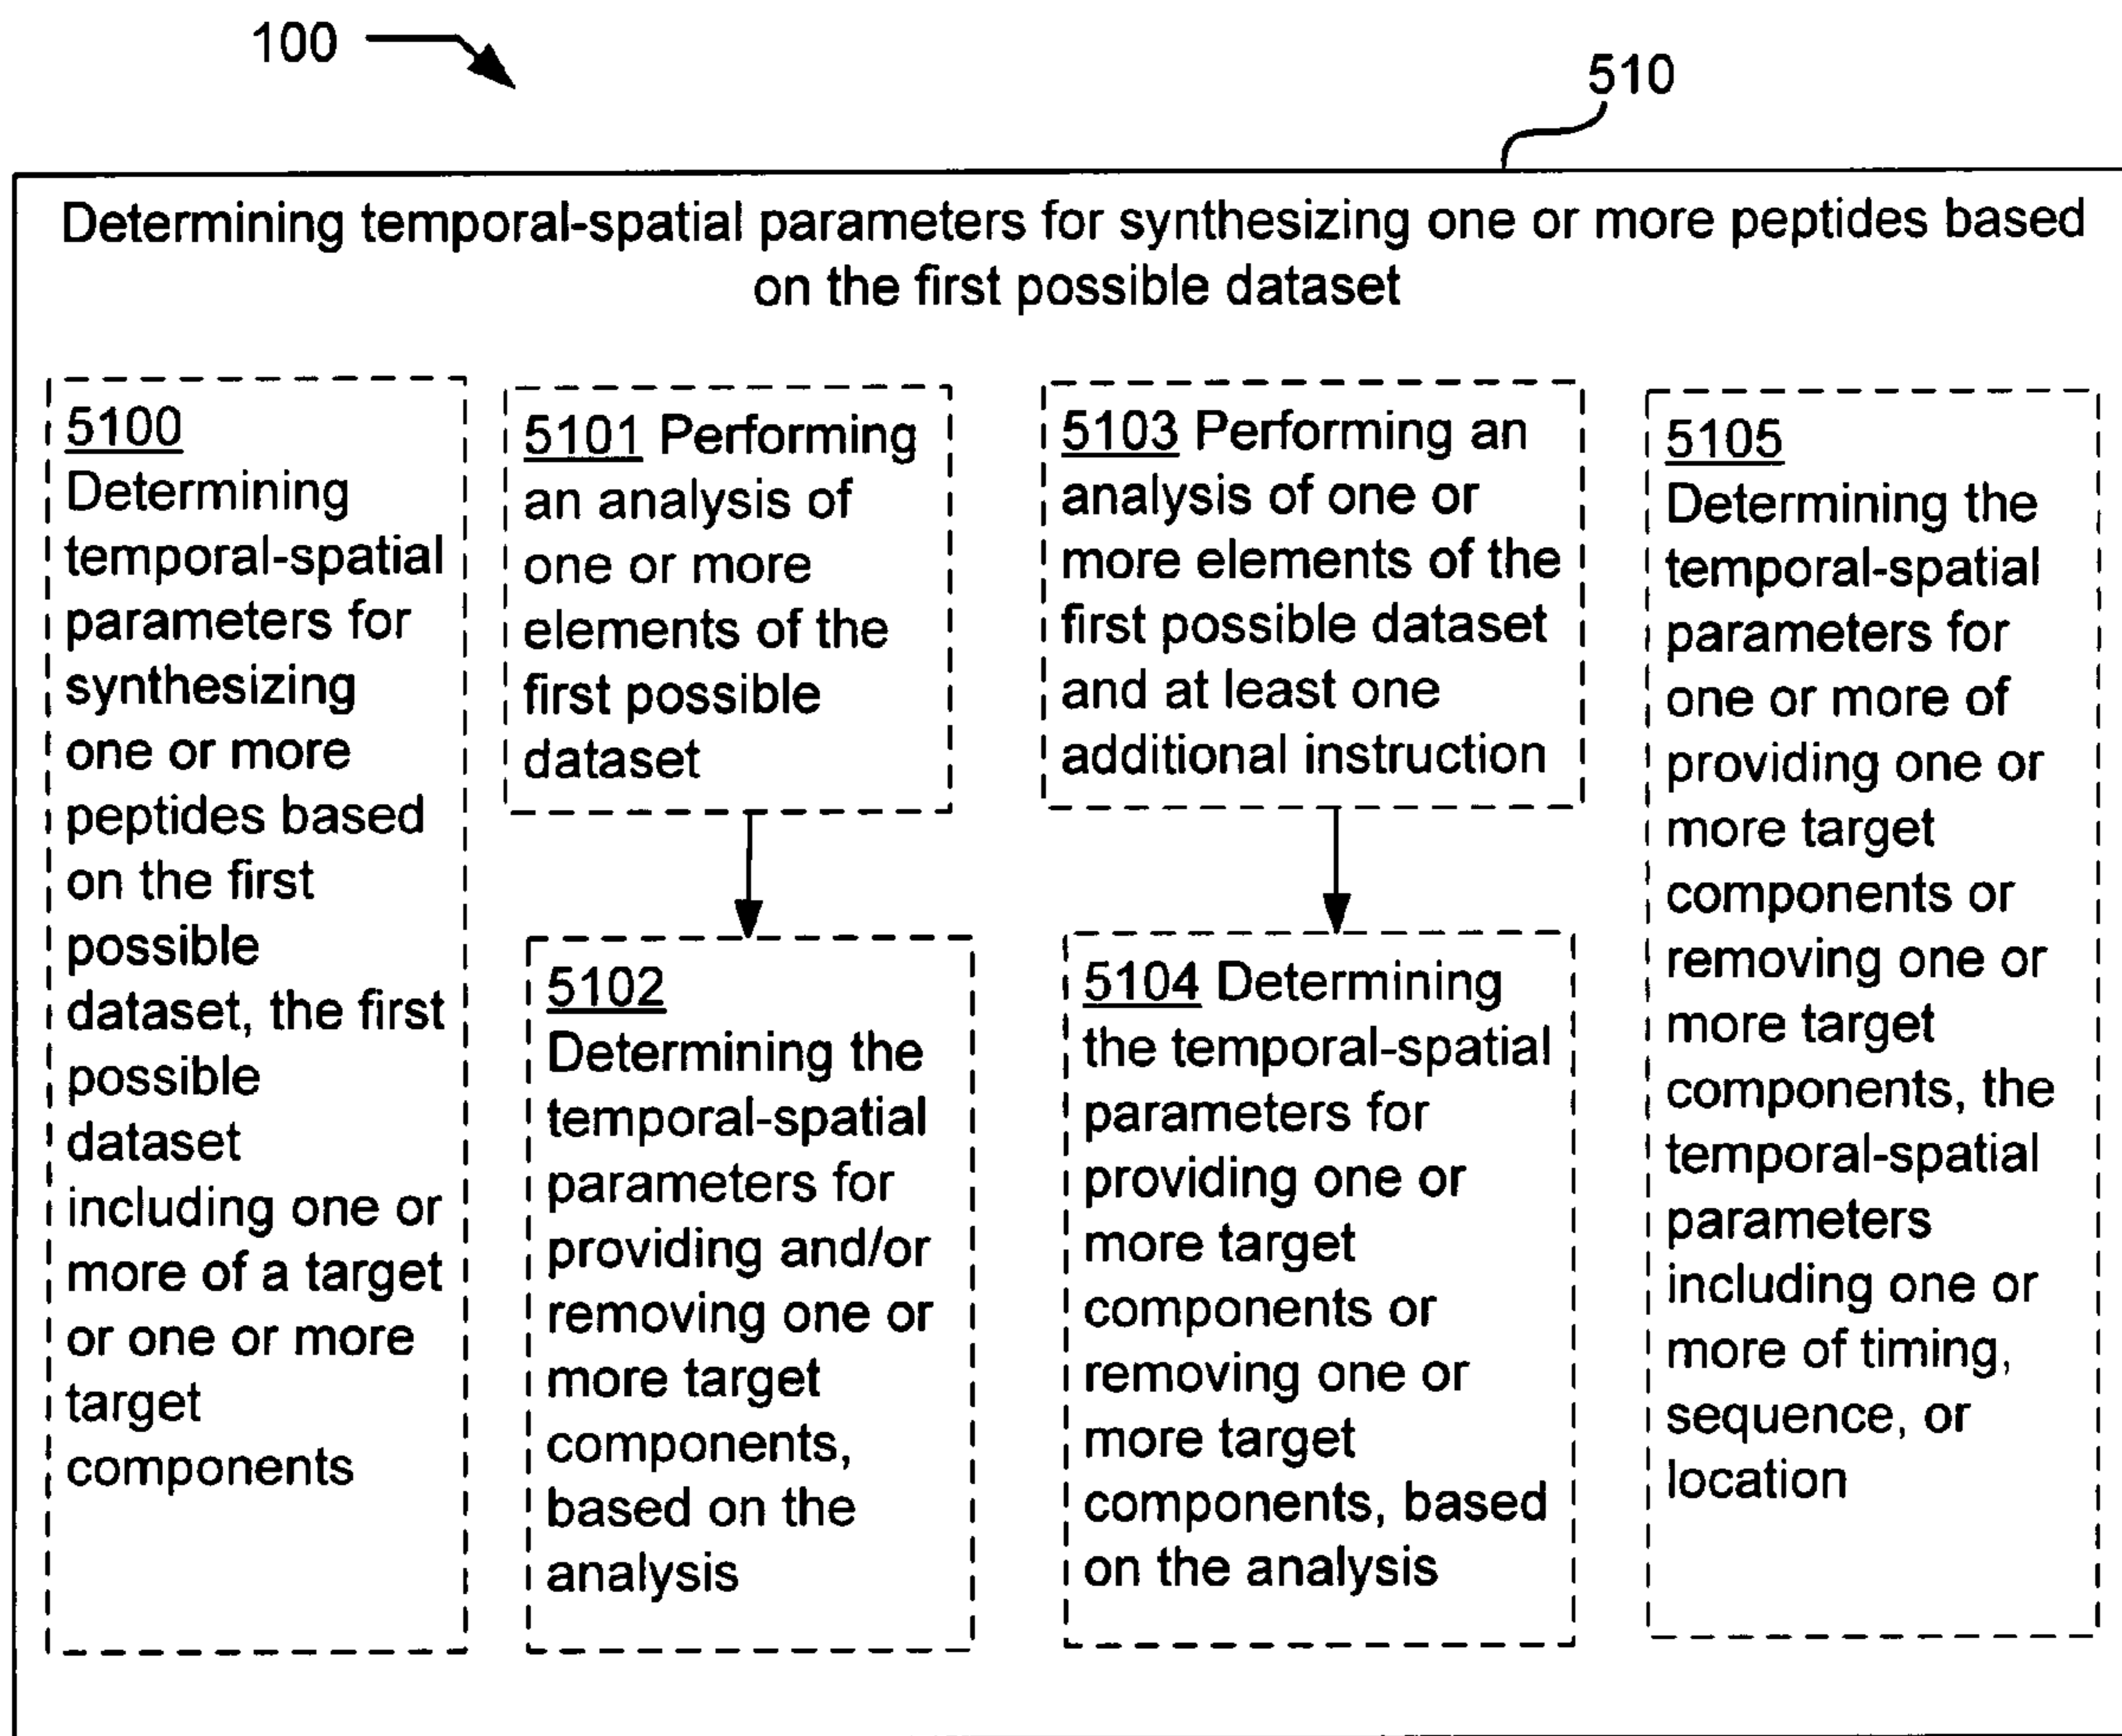 100
510
Determining temporal-spatial parameters for synthesizing one or more peptides based
on the first possible dataset
5100
Determining
temporal-spatial
parameters for
synthesizing
one or more
peptides based
on the first
possible
dataset, the first
possible
dataset
including one or
more of a target
or one or more
target
components
5101 Performing
an analysis of
one or more
elements of the
first possible
dataset
5102
Determining the
temporal-spatial
parameters for
providing and/or
removing one or
more target
components,
based on the
analysis
5103 Performing an
analysis of one or
more elements of the
first possible dataset
and at least one
additional instruction
5104 Determining
the temporal-spatial
parameters for
providing one or
more target
components or
removing one or
more target
components, based
on the analysis
5105
Determining the
temporal-spatial
parameters for
one or more of
providing one or
more target
components or
removing one or
more target
components, the
temporal-spatial
parameters
including one or
more of timing,
sequence, or
location